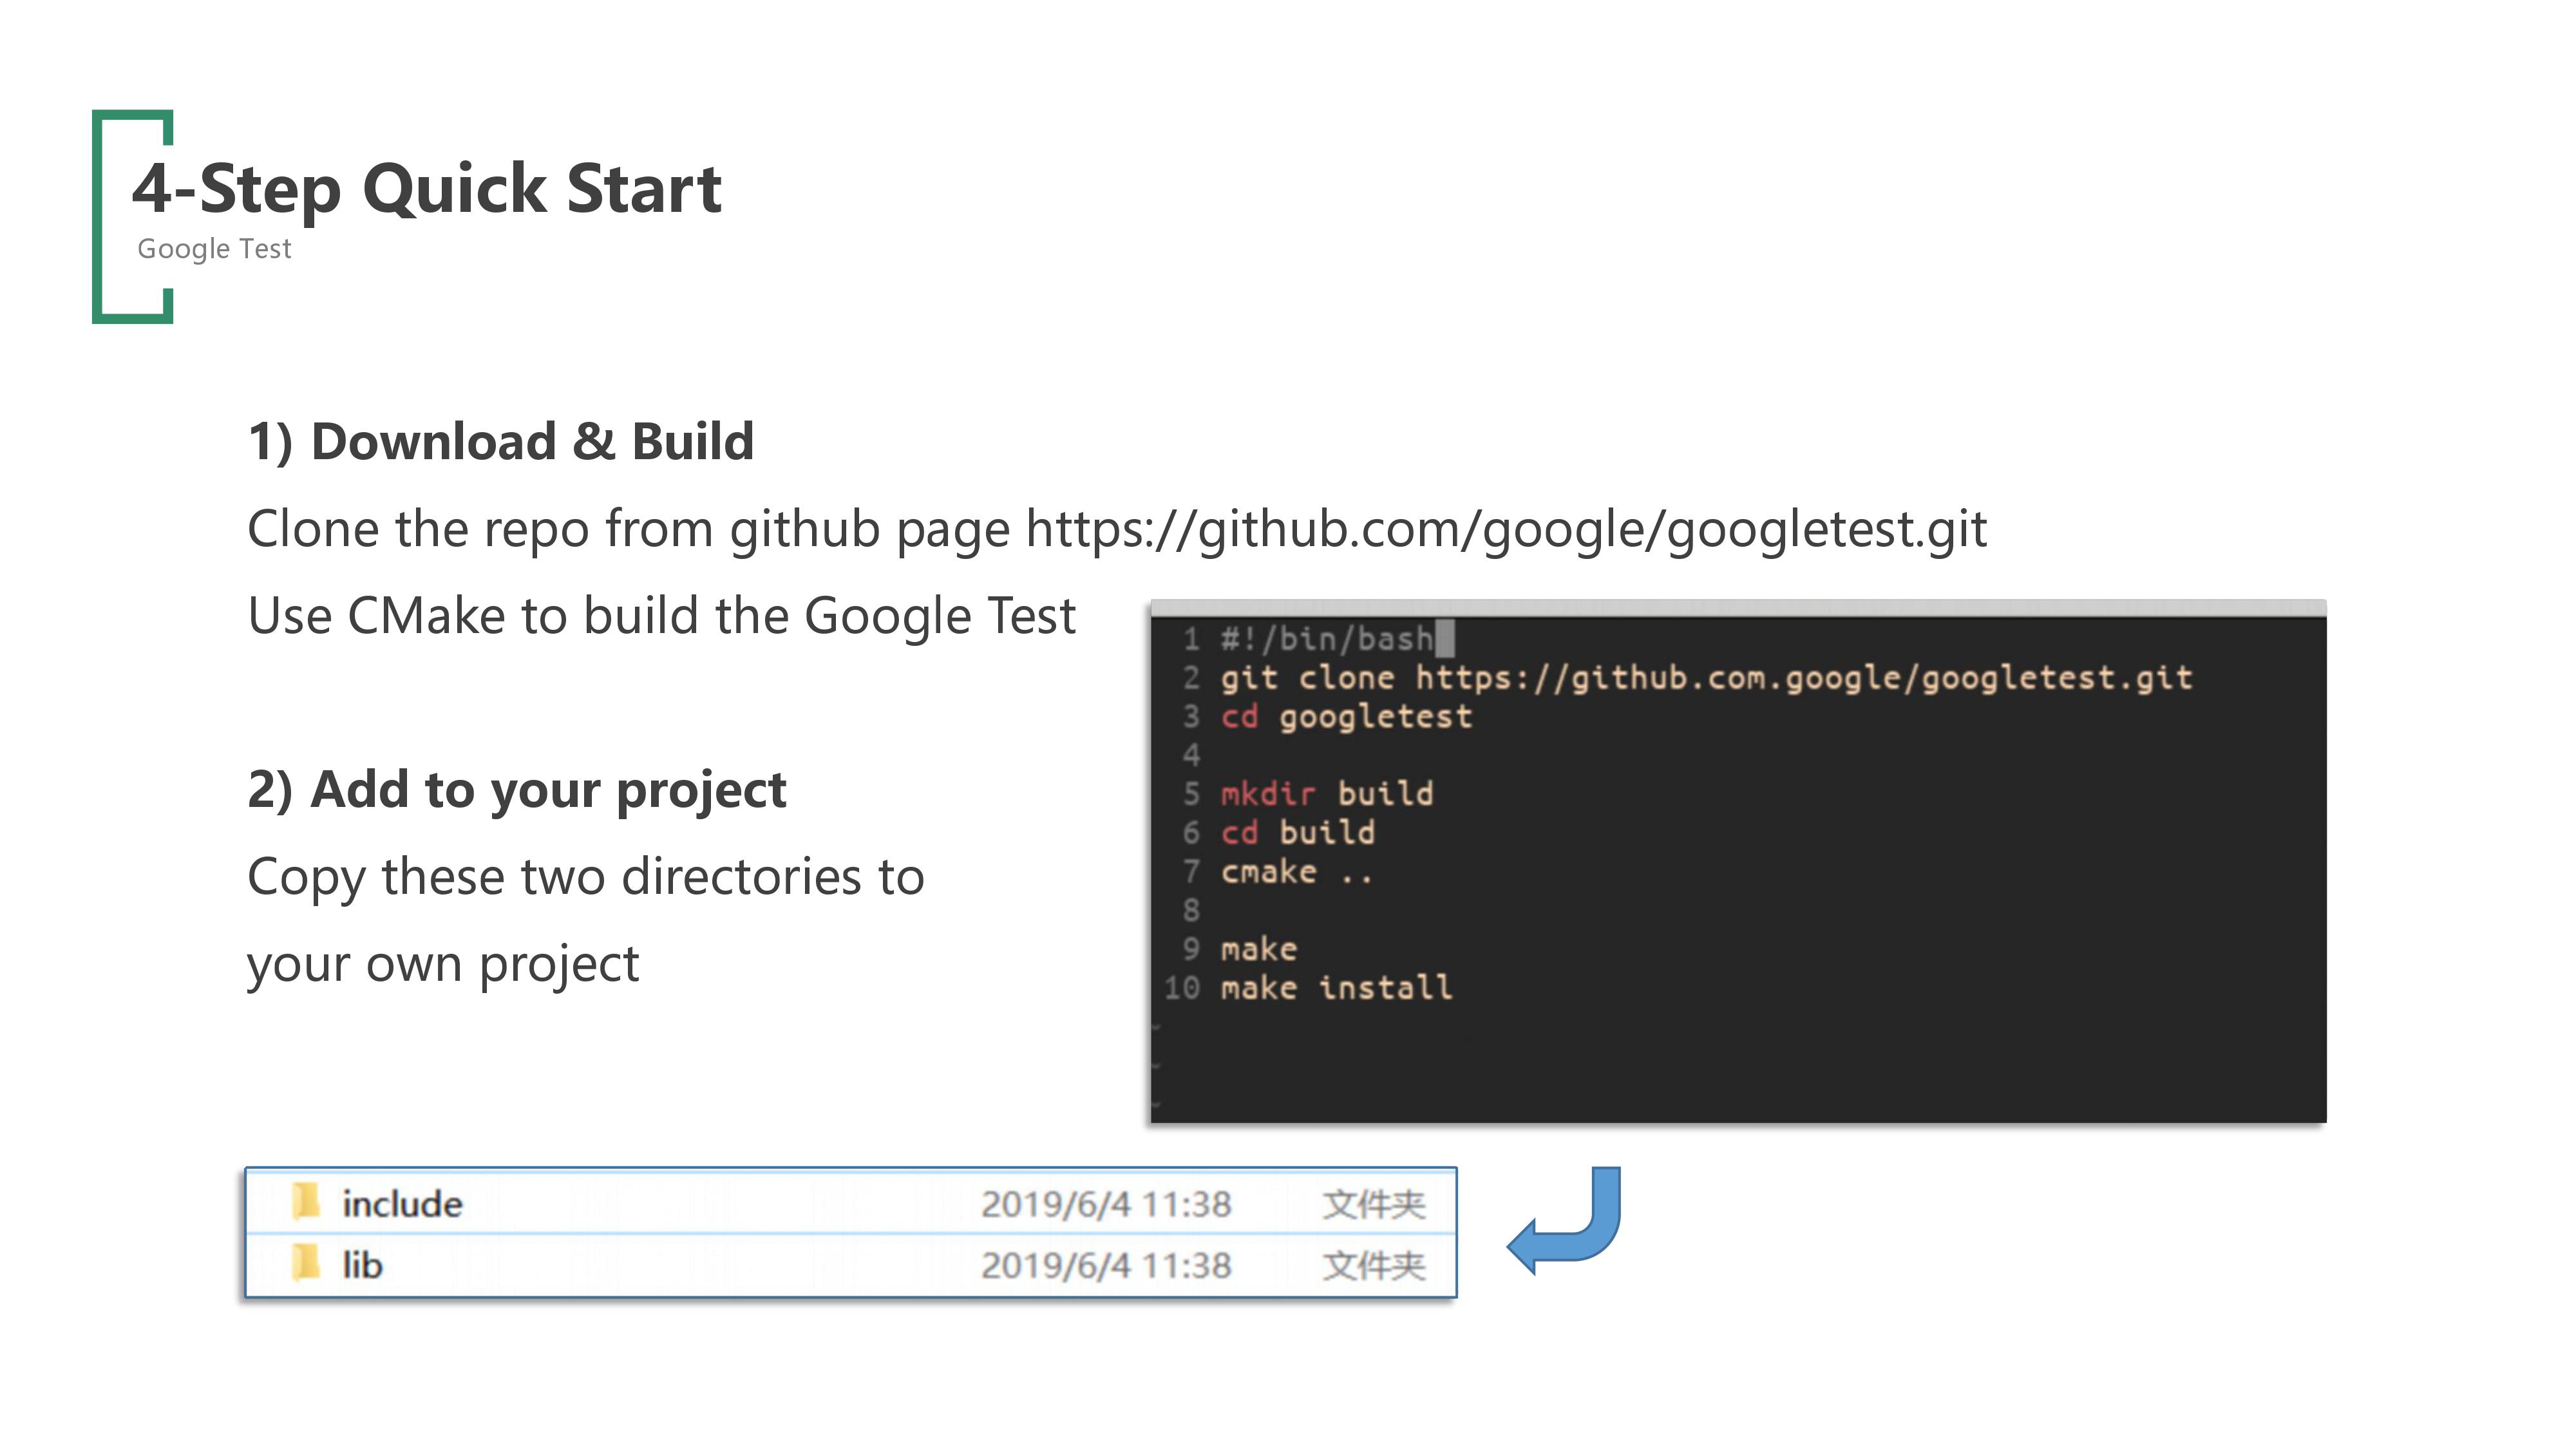 4-Step Quick Start
Google Test
1) Download & Build
Clone the repo from github page https://github.com/google/googletest.git
Use CMake to build the Google Test
1 #!/bin/bash
2 git clone https://github.com.google/googletest.git
3 cd googletest
4
5 mkdir build
6 cd build
7 cmake ..
8
9 make
10 make install
~
~
~
2) Add to your project
Copy these two directories to
your own project
include 2019/6/4 11:38 文件夹
lib 2019/6/4 11:38 文件夹